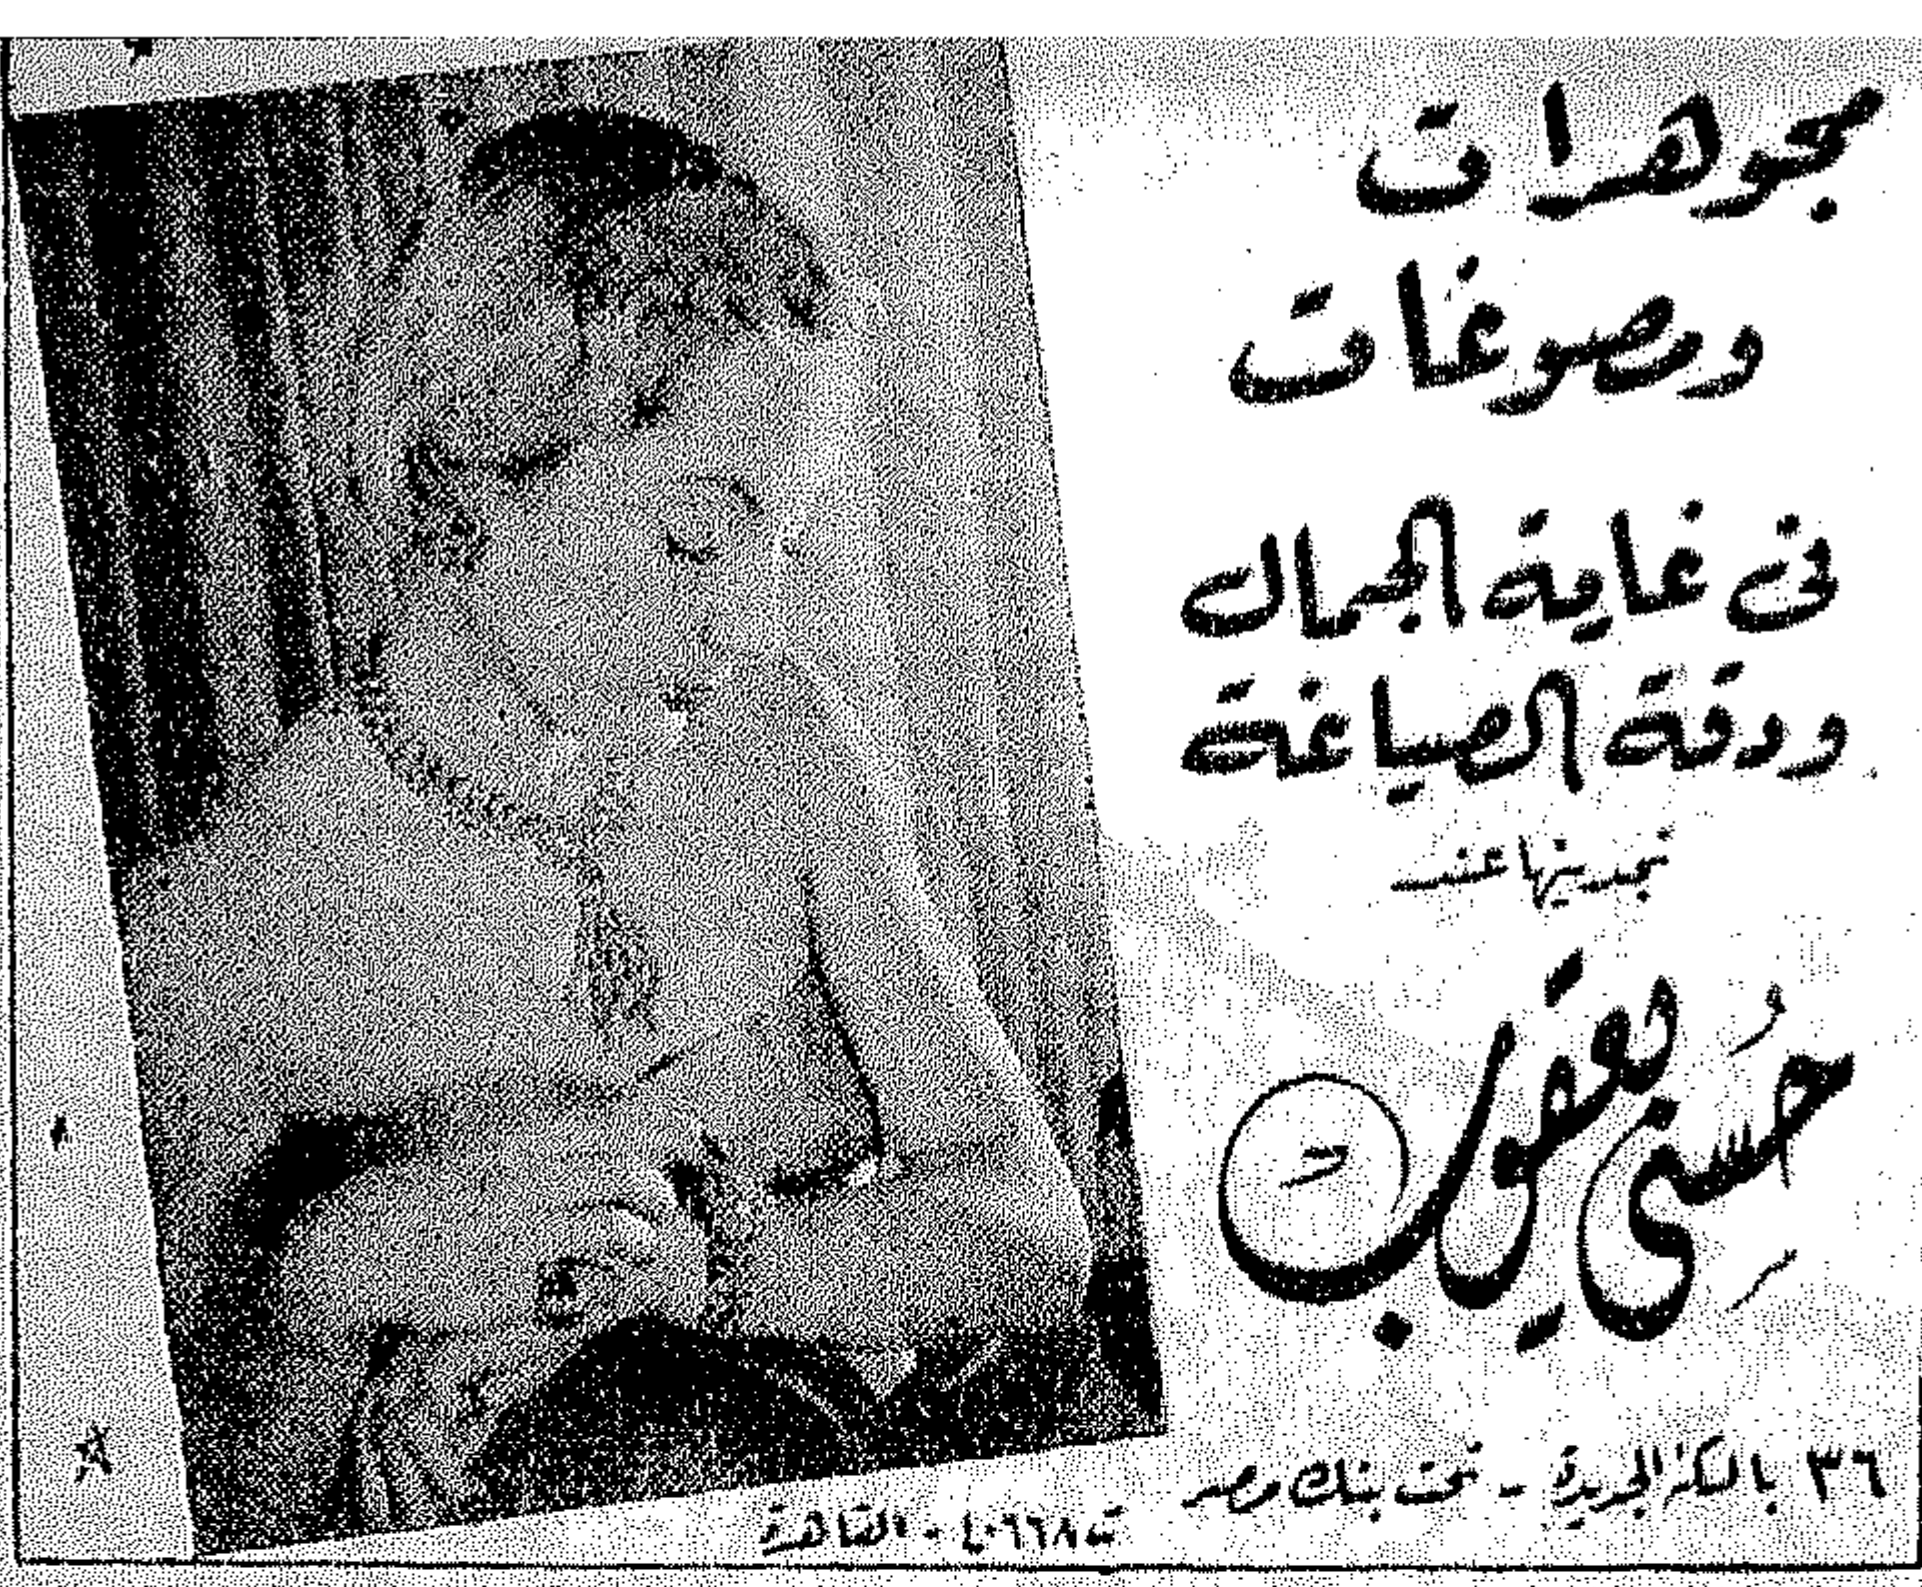 مجوهرات
ومصوغات
فى غاية الجمال
ودقة الصياغة
تجدينها عند
حسنى يعقوب
٣٦ بالسكة الجديدة - تحت بنك مصر
ت ٤٠٦٦٨ - القاهرة